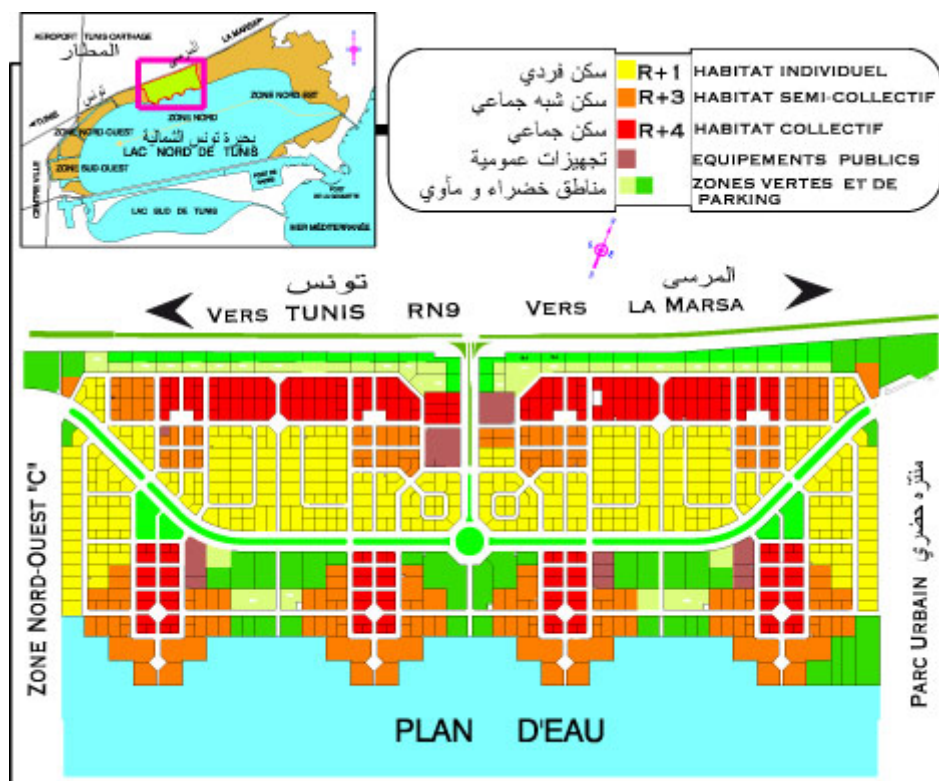 AEROPORT TUNIS-CARTHAGE
المطار
LA MARSA
المرسى
تونس
TUNIS
ZONE NORD-EST
ZONE NORD
ZONE NORD-OUEST
بحيرة تونس الشمالية
LAC NORD DE TUNIS
ZONE SUD-OUEST
CENTRE VILLE
LAC SUD DE TUNIS
MER MÉDITERRANÉE
سكن فردي R+1 HABITAT INDIVIDUEL
سكن شبه جماعي R+3 HABITAT SEMI-COLLECTIF
سكن جماعي R+4 HABITAT COLLECTIF
تجهيزات عمومية EQUIPEMENTS PUBLICS
مناطق خضراء و مآوي ZONES VERTES ET DE
PARKING
تونس
المرسى
VERS TUNIS RN9 VERS LA MARSA
ZONE NORD-OUEST "C"
منتزه حضري
PARC URBAIN
PLAN D'EAU